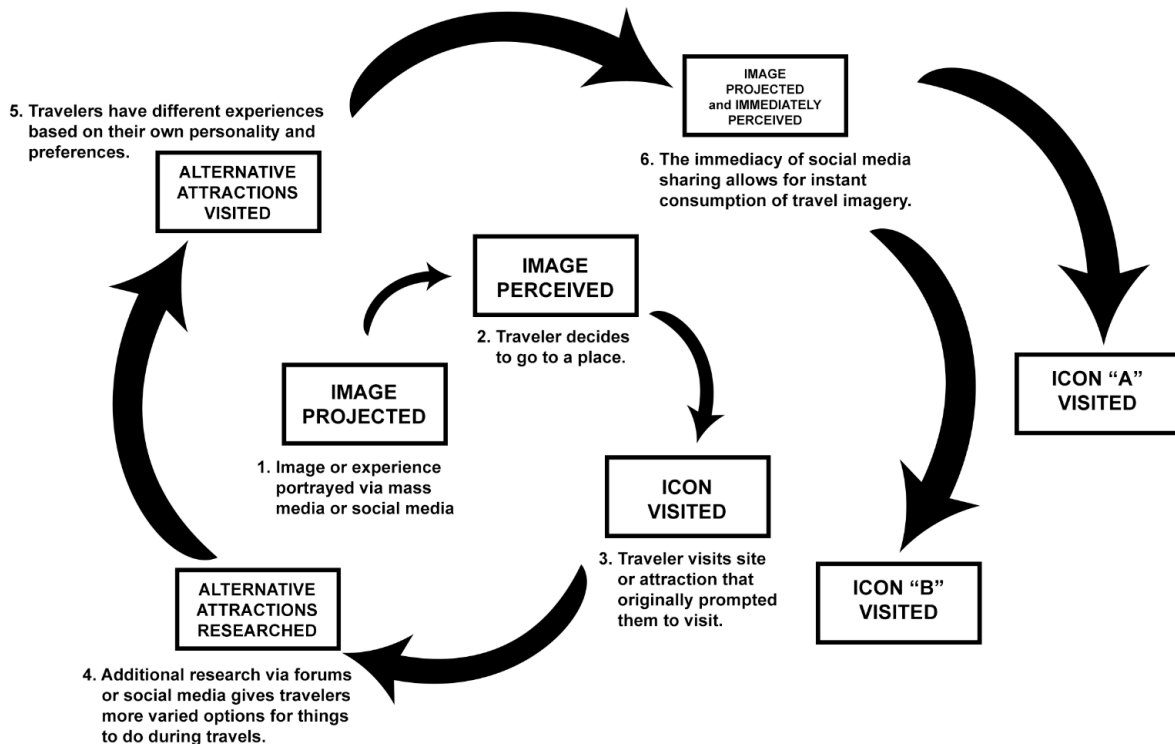 IMAGE
PROJECTED
1. Image or experience
portrayed via mass
media or social media
IMAGE
PERCEIVED
2. Traveler decides
to go to a place.
ICON
VISITED
3. Traveler visits site
or attraction that
originally prompted
them to visit.
ALTERNATIVE
ATTRACTIONS
RESEARCHED
4. Additional research via forums
or social media gives travelers
more varied options for things
to do during travels.
5. Travelers have different experiences
based on their own personality and
preferences.
ALTERNATIVE
ATTRACTIONS
VISITED
IMAGE
PROJECTED
and IMMEDIATELY
PERCEIVED
6. The immediacy of social media
sharing allows for instant
consumption of travel imagery.
ICON “A”
VISITED
ICON “B”
VISITED